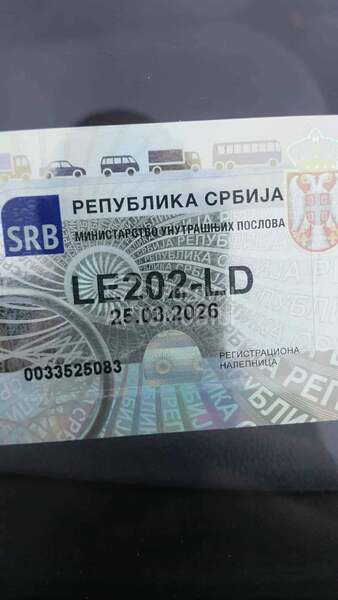 SRB
РЕПУБЛИКА СРБИЈА
МИНИСТАРСТВО УНУТРАШЊИХ ПОСЛОВА
LE202-LD
25.03.2026
0033525083
РЕГИСТРАЦИОНА
НАЛЕПНИЦА